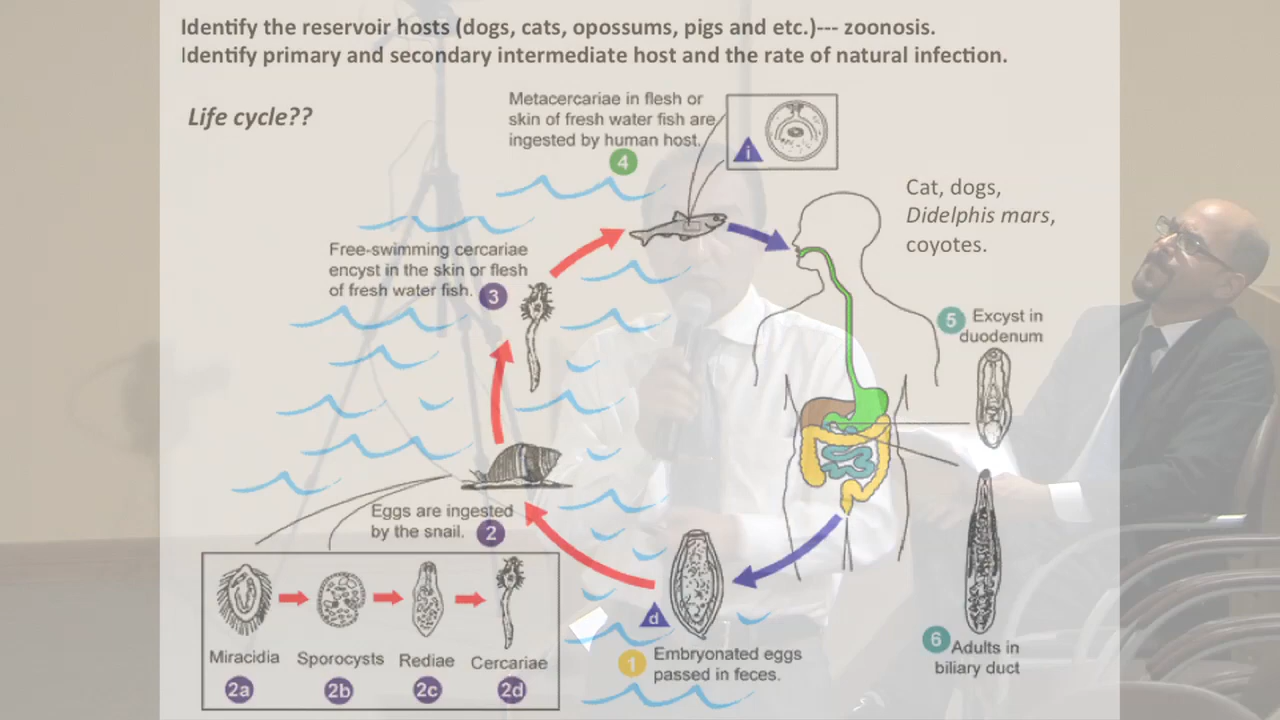 Identify the reservoir hosts (dogs, cats, opossums, pigs and etc.)--- zoonosis.
Identify primary and secondary intermediate host and the rate of natural infection.
Life cycle??
Metacercariae in flesh or
skin of fresh water fish are
ingested by human host.
4
i
Cat, dogs,
Didelphis mars,
coyotes.
Free-swimming cercariae
encyst in the skin or flesh
of fresh water fish. 3
5 Excyst in
duodenum
Eggs are ingested
by the snail. 2
Miracidia Sporocysts Rediae Cercariae
2a 2b 2c 2d
d
1 Embryonated eggs
passed in feces.
6 Adults in
biliary duct